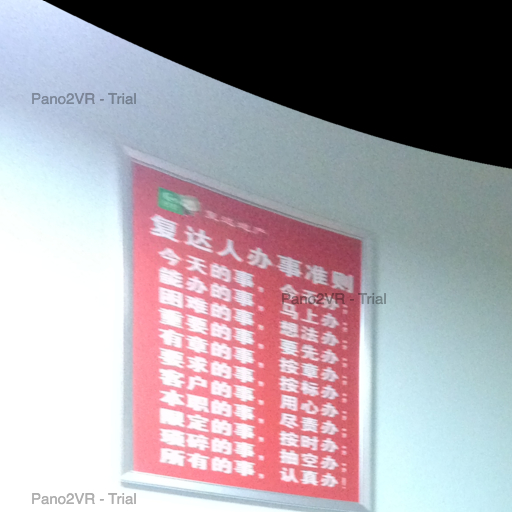 Pano2VR - Trial
复达地产
复达人办事准则
今天的事，今天办；
能办的事，马上办；
困难的事，想法办；
重要的事，要先办；
有章的事，按章办；
要求的事，按标办；
客户的事，用心办；
本职的事，尽责办；
限定的事，按时办；
琐碎的事，抽空办；
所有的事，认真办！
Pano2VR - Trial
Pano2VR - Trial